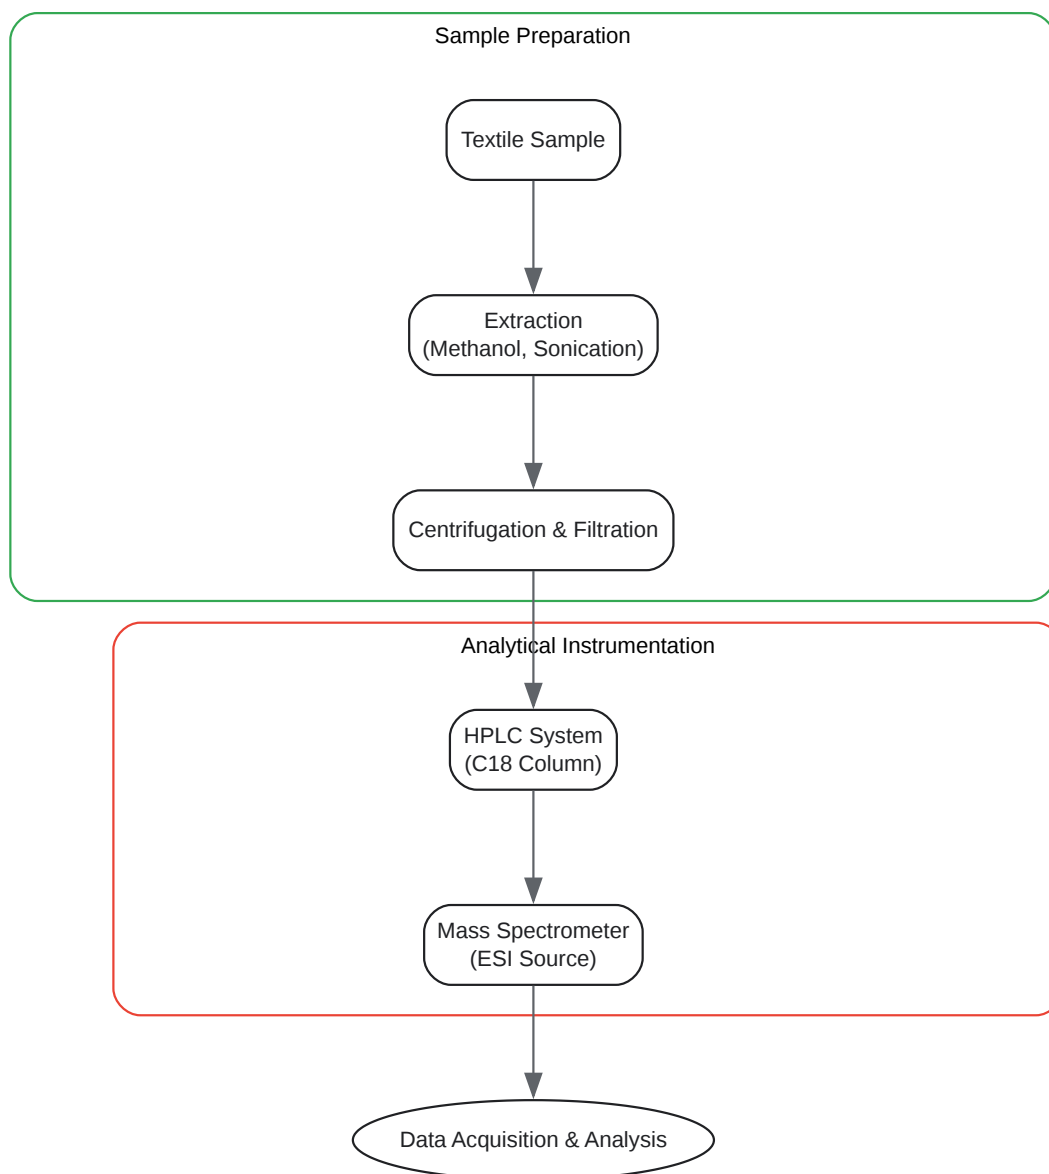 Sample Preparation
Textile Sample
Extraction
(Methanol, Sonication)
Centrifugation & Filtration
Analytical Instrumentation
HPLC System
(C18 Column)
Mass Spectrometer
(ESI Source)
Data Acquisition & Analysis